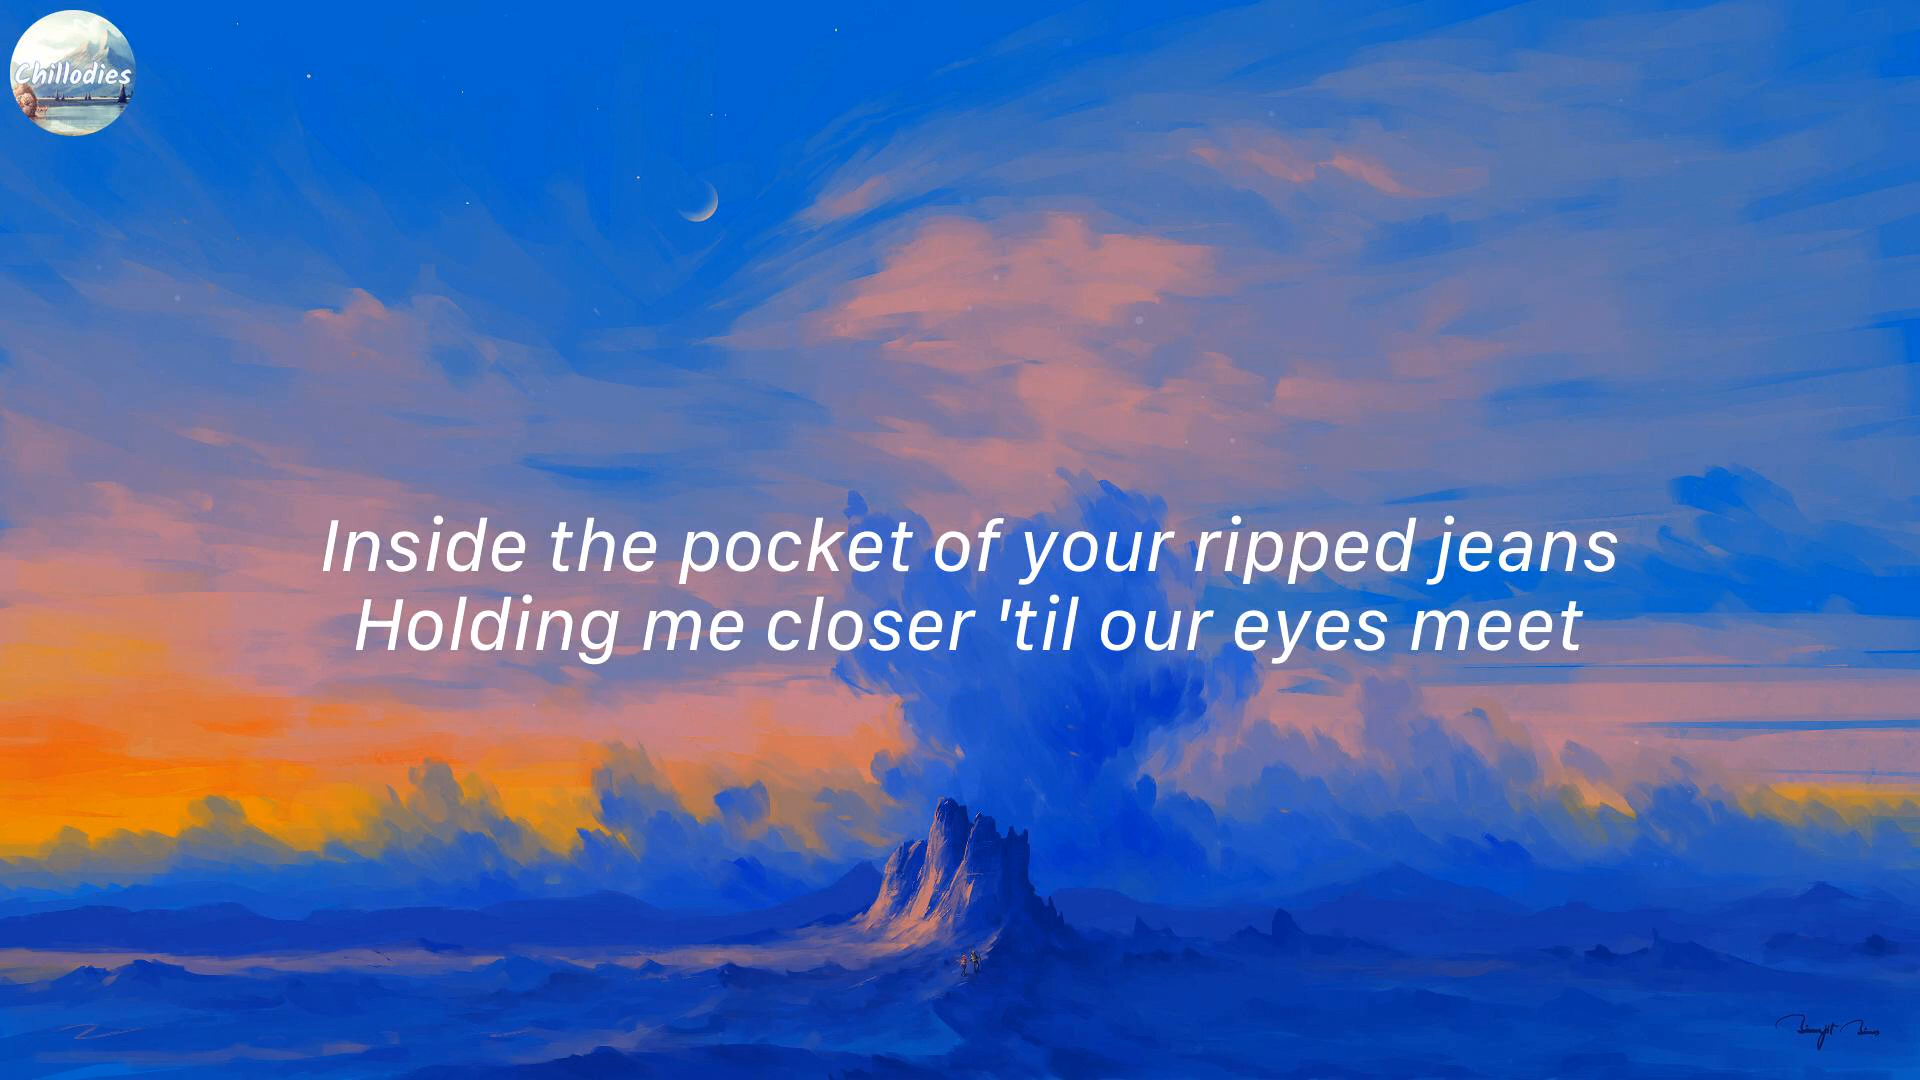 Chillodies
Inside the pocket of your ripped jeans
Holding me closer 'til our eyes meet